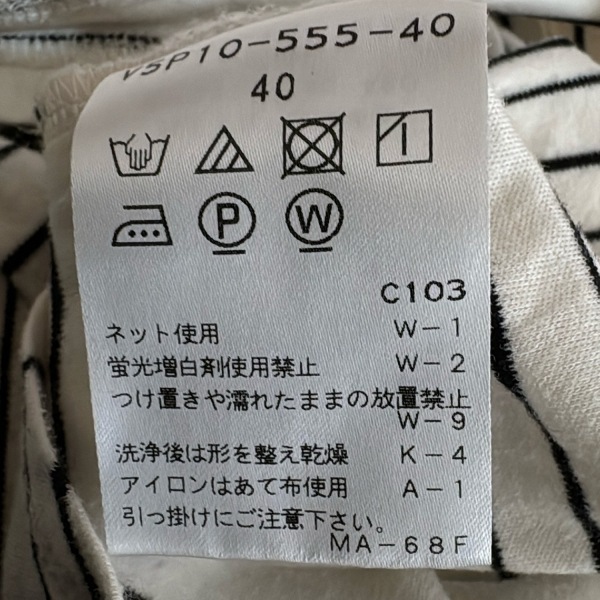 VSP10-555-40
40
P W
C103
ネット使用 W-1
蛍光増白剤使用禁止 W-2
つけ置きや濡れたままの放置禁止
W-9
洗浄後は形を整え乾燥 K-4
アイロンはあて布使用 A-1
引っ掛けにご注意下さい。
MA-68F